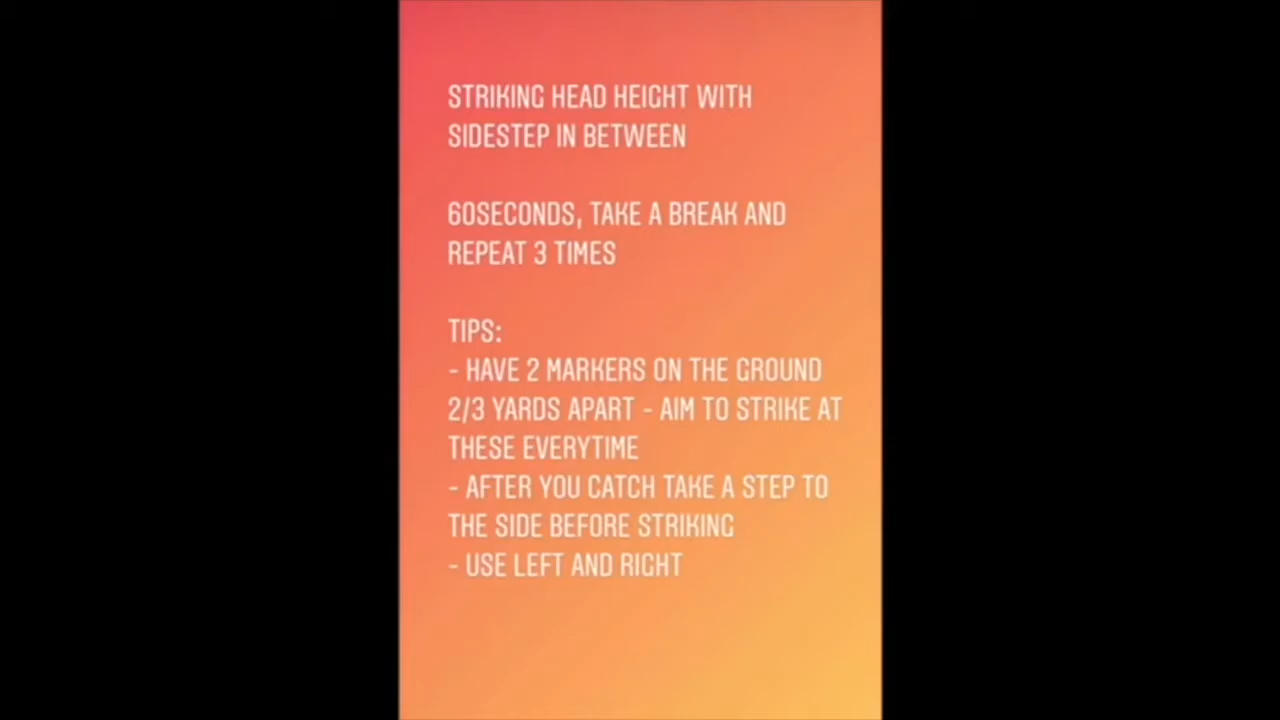 STRIKING HEAD HEIGHT WITH
SIDESTEP IN BETWEEN
60SECONDS, TAKE A BREAK AND
REPEAT 3 TIMES
TIPS:
- HAVE 2 MARKERS ON THE GROUND
2/3 YARDS APART - AIM TO STRIKE AT
THESE EVERYTIME
- AFTER YOU CATCH TAKE A STEP TO
THE SIDE BEFORE STRIKING
- USE LEFT AND RIGHT